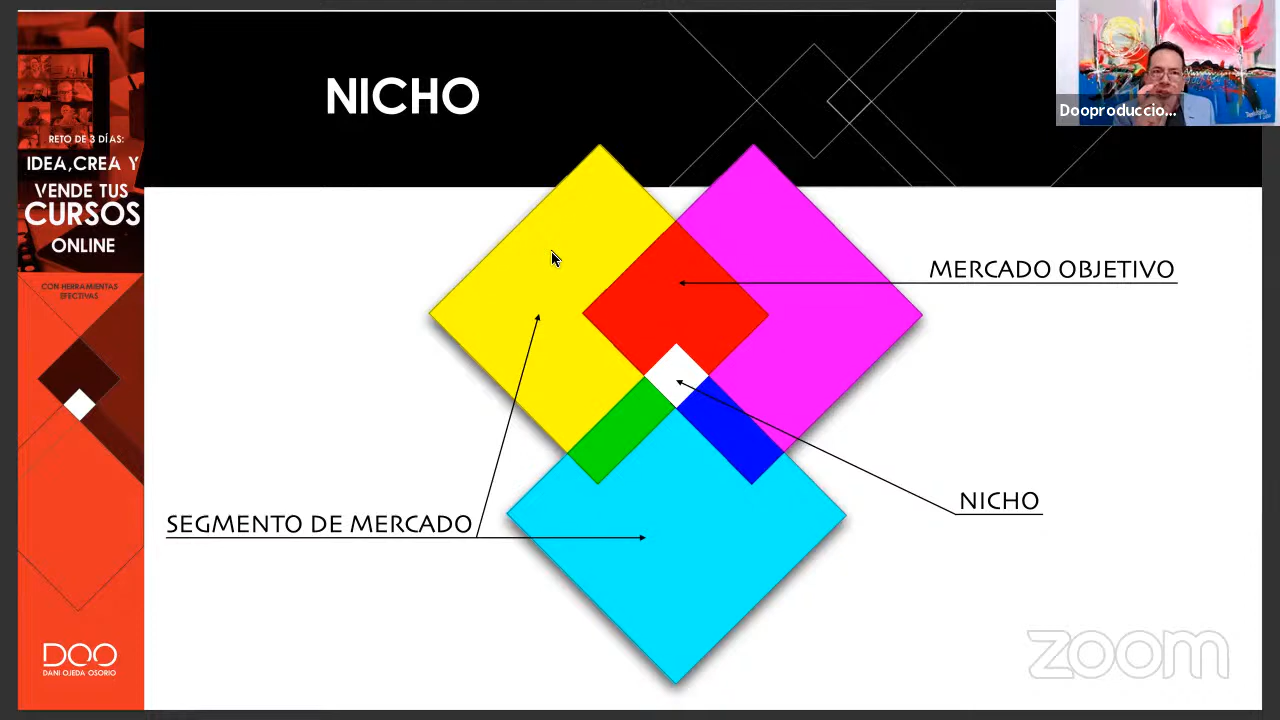 NICHO
Dooproduccio...
RETO DE 3 DÍAS:
IDEA,CREA Y
VENDE TUS
CURSOS
ONLINE
CON HERRAMIENTAS
EFECTIVAS
MERCADO OBJETIVO
NICHO
SEGMENTO DE MERCADO
DOO
DANI OJEDA OSORIO
zoom